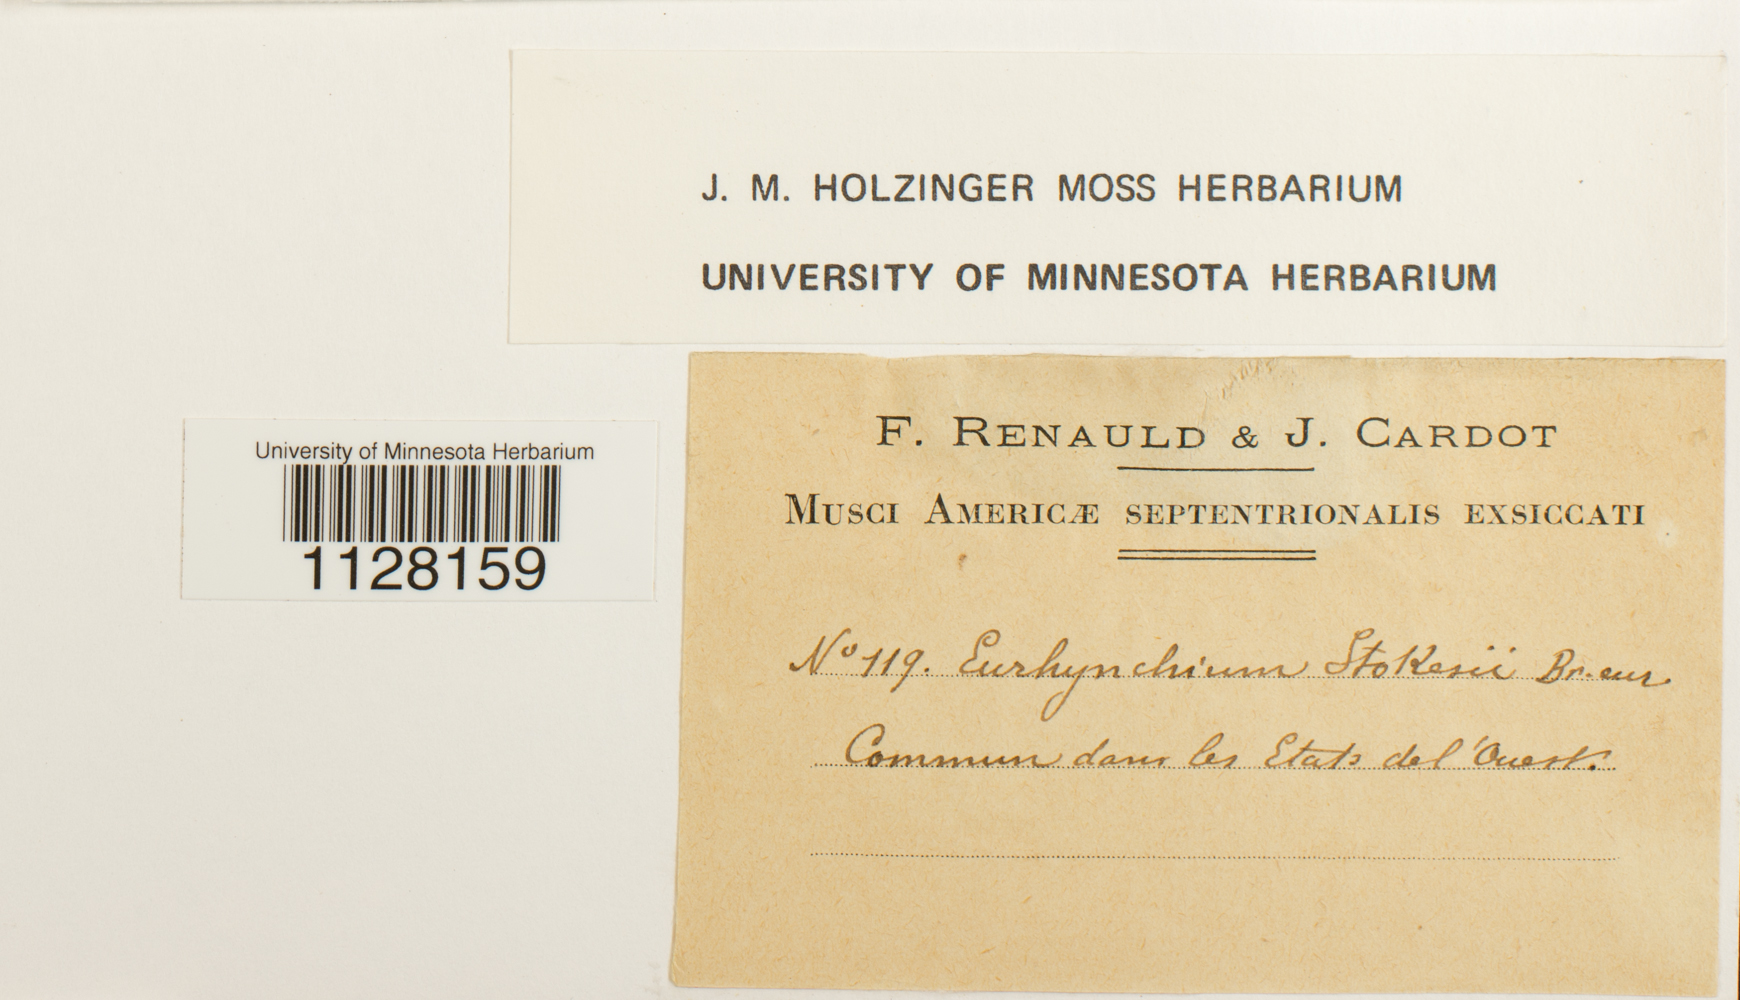 J. M. HOLZINGER MOSS HERBARIUM
UNIVERSITY OF MINNESOTA HERBARIUM
University of Minnesota Herbarium
1128159
F. RENAULD & J. CARDOT
MUSCI AMERICÆ SEPTENTRIONALIS EXSICCATI
No 119. Eurhynchium Stokesii Br. eur.
Commun dans les Etats de l'Ouest.